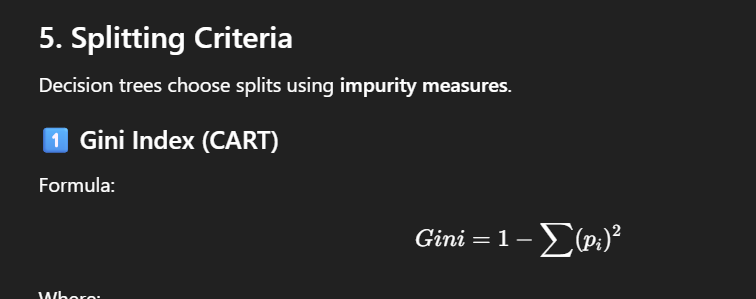 5. Splitting Criteria
Decision trees choose splits using impurity measures.
1 Gini Index (CART)
Formula:
Gini = 1 − ∑(pᵢ)²
Where: